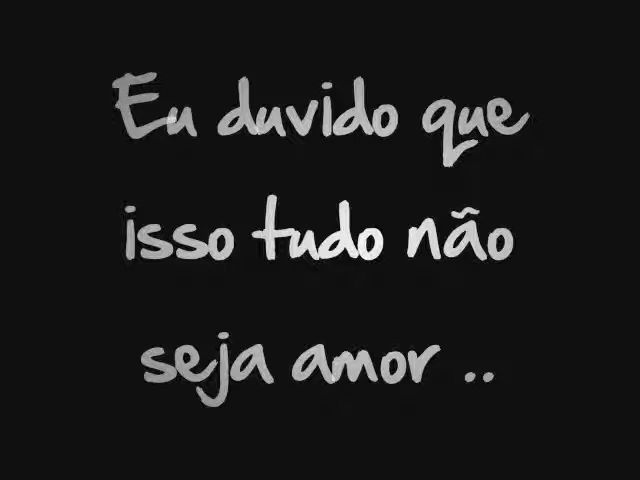 Eu duvido que
isso tudo não
seja amor ..